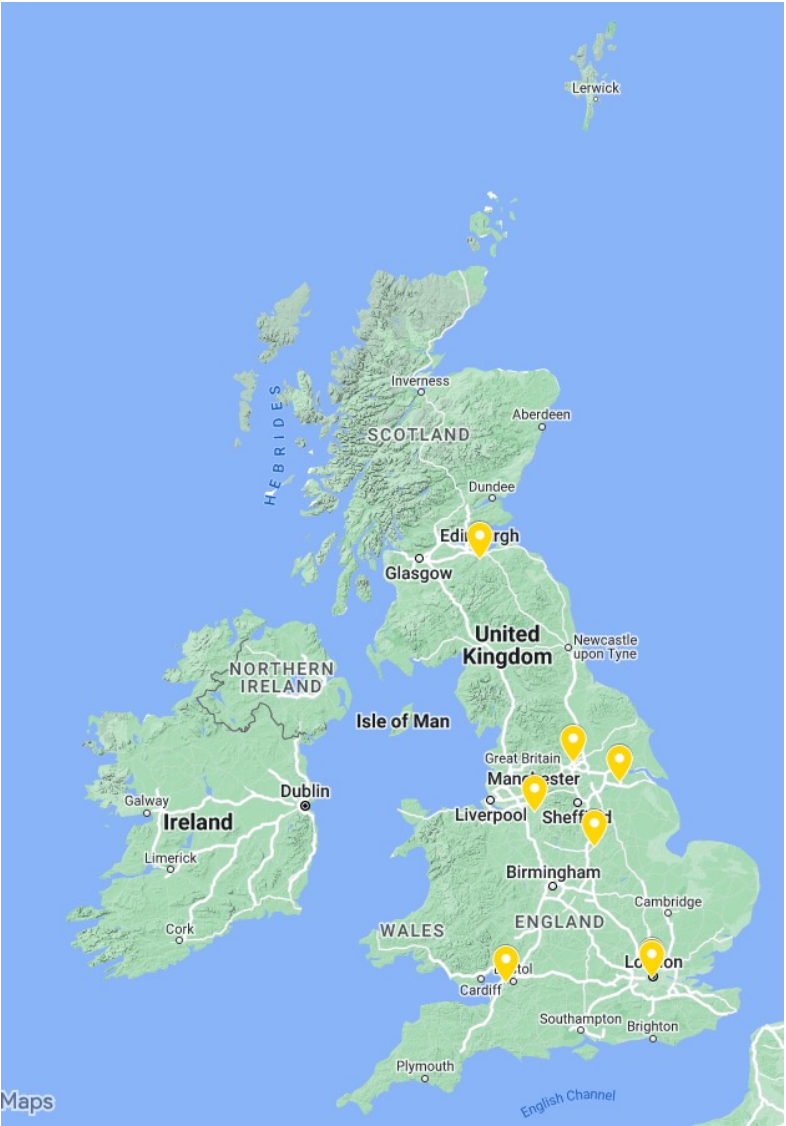 Lerwick
Inverness
HEBRIDES
SCOTLAND
Aberdeen
Dundee
Glasgow
United
Kingdom
Newcastle
upon Tyne
NORTHERN
IRELAND
Isle of Man
Great Britain
Dublin
Galway
Ireland
Liverpool
Limerick
Birmingham
Cambridge
ENGLAND
WALES
Cork
Cardiff
Southampton
Brighton
Plymouth
English Channel
Maps